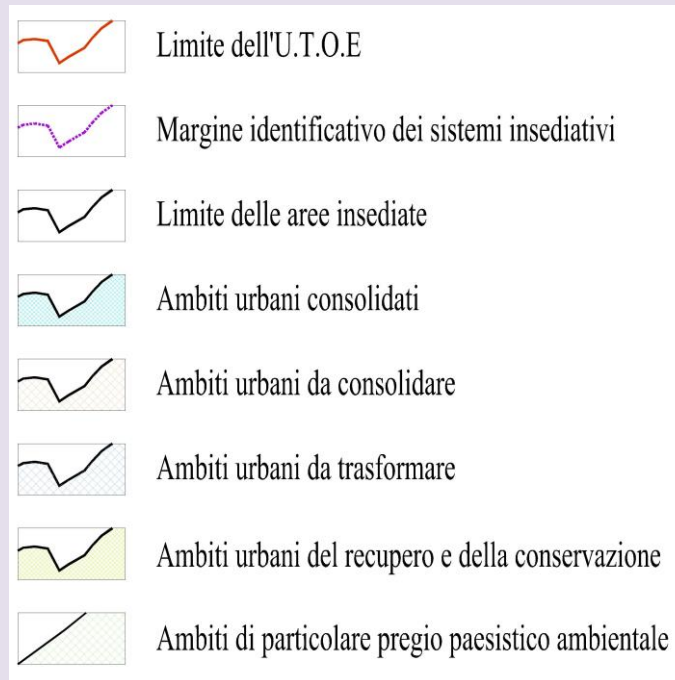 Limite dell'U.T.O.E
Margine identificativo dei sistemi insediativi
Limite delle aree insediate
Ambiti urbani consolidati
Ambiti urbani da consolidare
Ambiti urbani da trasformare
Ambiti urbani del recupero e della conservazione
Ambiti di particolare pregio paesistico ambientale